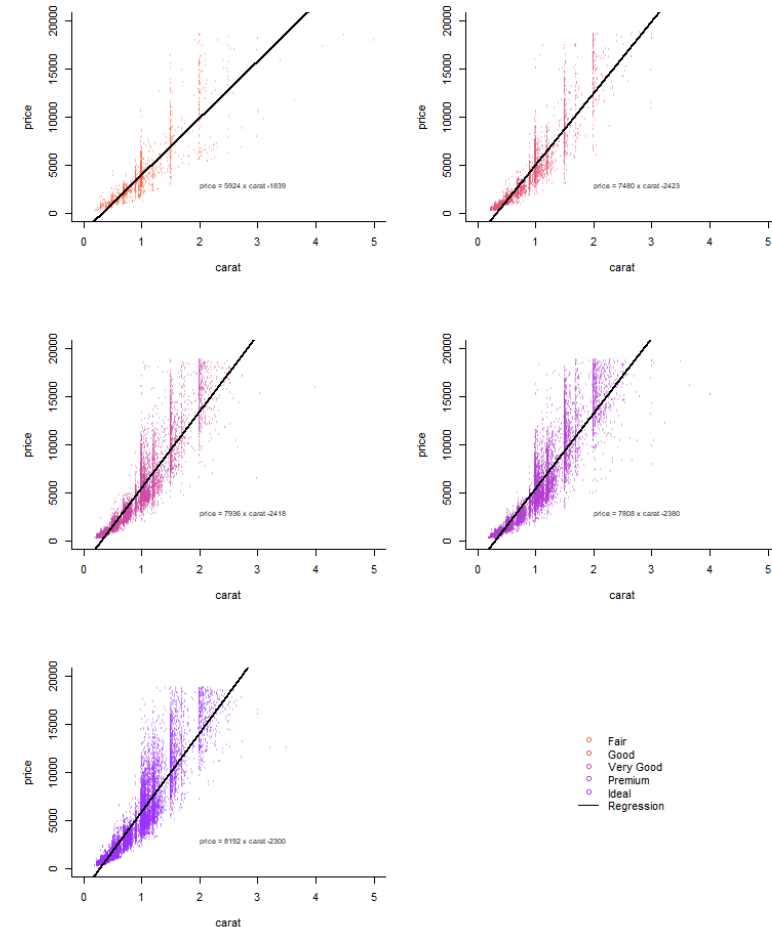 20000
15000
10000
5000
0
price
price = 5924 x carat -1839
0 1 2 3 4 5
carat
20000
15000
10000
5000
0
price
price = 7480 x carat -2423
0 1 2 3 4 5
carat
20000
15000
10000
5000
0
price
price = 7936 x carat -2418
0 1 2 3 4 5
carat
20000
15000
10000
5000
0
price
price = 7808 x carat -2380
0 1 2 3 4 5
carat
20000
15000
10000
5000
0
price
price = 8192 x carat -2300
0 1 2 3 4 5
carat
Fair
Good
Very Good
Premium
Ideal
Regression